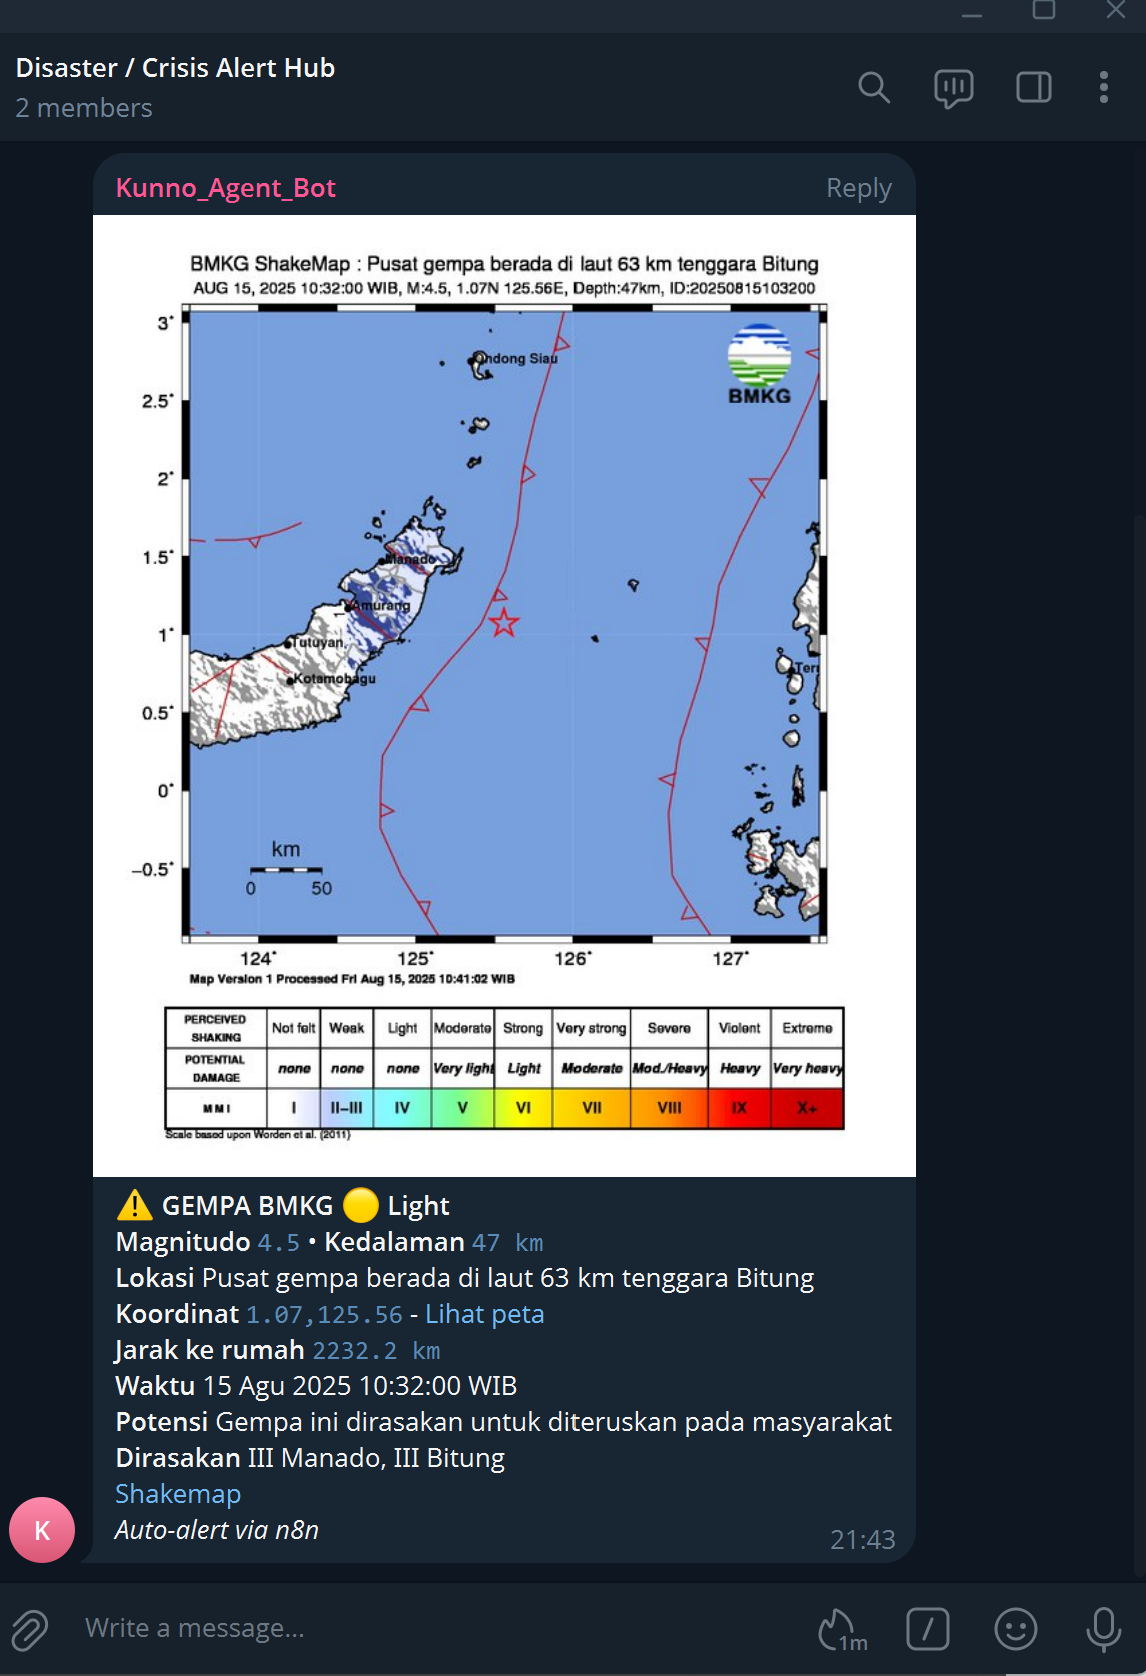 Disaster / Crisis Alert Hub
2 members
Kunno_Agent_Bot
Reply
BMKG ShakeMap : Pusat gempa berada di laut 63 km tenggara Bitung
AUG 15, 2025 10:32:00 WIB, M:4.5, 1.07N 125.56E, Depth:47km, ID:20250815103200
3°
2.5°
2°
1.5°
1°
0.5°
0°
−0.5°
Ondong Siau
BMKG
Manado
Amurang
Tutuyan
Kotamobagu
Tern
km
0 50
124° 125° 126° 127°
Map Version 1 Processed Fri Aug 15, 2025 10:41:02 WIB
PERCEIVED SHAKING Not felt Weak Light Moderate Strong Very strong Severe Violent Extreme
POTENTIAL DAMAGE none none none Very light Light Moderate Mod./Heavy Heavy Very heavy
MMI I II–III IV V VI VII VIII IX X+
Scale based upon Worden et al. (2011)
⚠️ GEMPA BMKG 🟡 Light
Magnitudo 4.5 • Kedalaman 47 km
Lokasi Pusat gempa berada di laut 63 km tenggara Bitung
Koordinat 1.07,125.56 - Lihat peta
Jarak ke rumah 2232.2 km
Waktu 15 Agu 2025 10:32:00 WIB
Potensi Gempa ini dirasakan untuk diteruskan pada masyarakat
Dirasakan III Manado, III Bitung
Shakemap
Auto-alert via n8n
21:43
K
Write a message...
1m